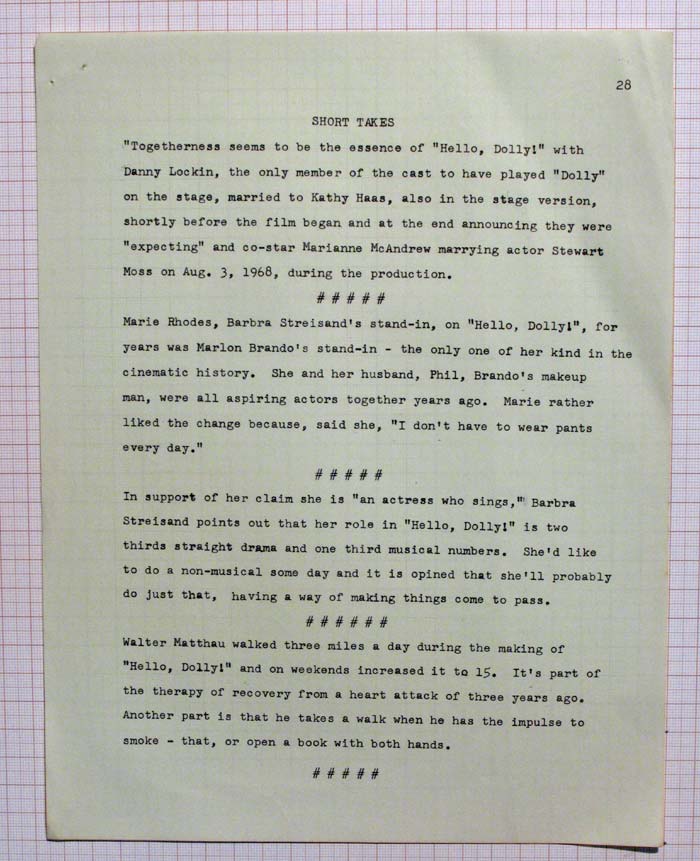 28
SHORT TAKES
"Togetherness seems to be the essence of "Hello, Dolly!" with
Danny Lockin, the only member of the cast to have played "Dolly"
on the stage, married to Kathy Haas, also in the stage version,
shortly before the film began and at the end announcing they were
"expecting" and co-star Marianne McAndrew marrying actor Stewart
Moss on Aug. 3, 1968, during the production.
# # # # #
Marie Rhodes, Barbra Streisand's stand-in, on "Hello, Dolly!", for
years was Marlon Brando's stand-in - the only one of her kind in the
cinematic history. She and her husband, Phil, Brando's makeup
man, were all aspiring actors together years ago. Marie rather
liked the change because, said she, "I don't have to wear pants
every day."
# # # # #
In support of her claim she is "an actress who sings," Barbra
Streisand points out that her role in "Hello, Dolly!" is two
thirds straight drama and one third musical numbers. She'd like
to do a non-musical some day and it is opined that she'll probably
do just that, having a way of making things come to pass.
# # # # # #
Walter Matthau walked three miles a day during the making of
"Hello, Dolly!" and on weekends increased it to 15. It's part of
the therapy of recovery from a heart attack of three years ago.
Another part is that he takes a walk when he has the impulse to
smoke - that, or open a book with both hands.
# # # # #